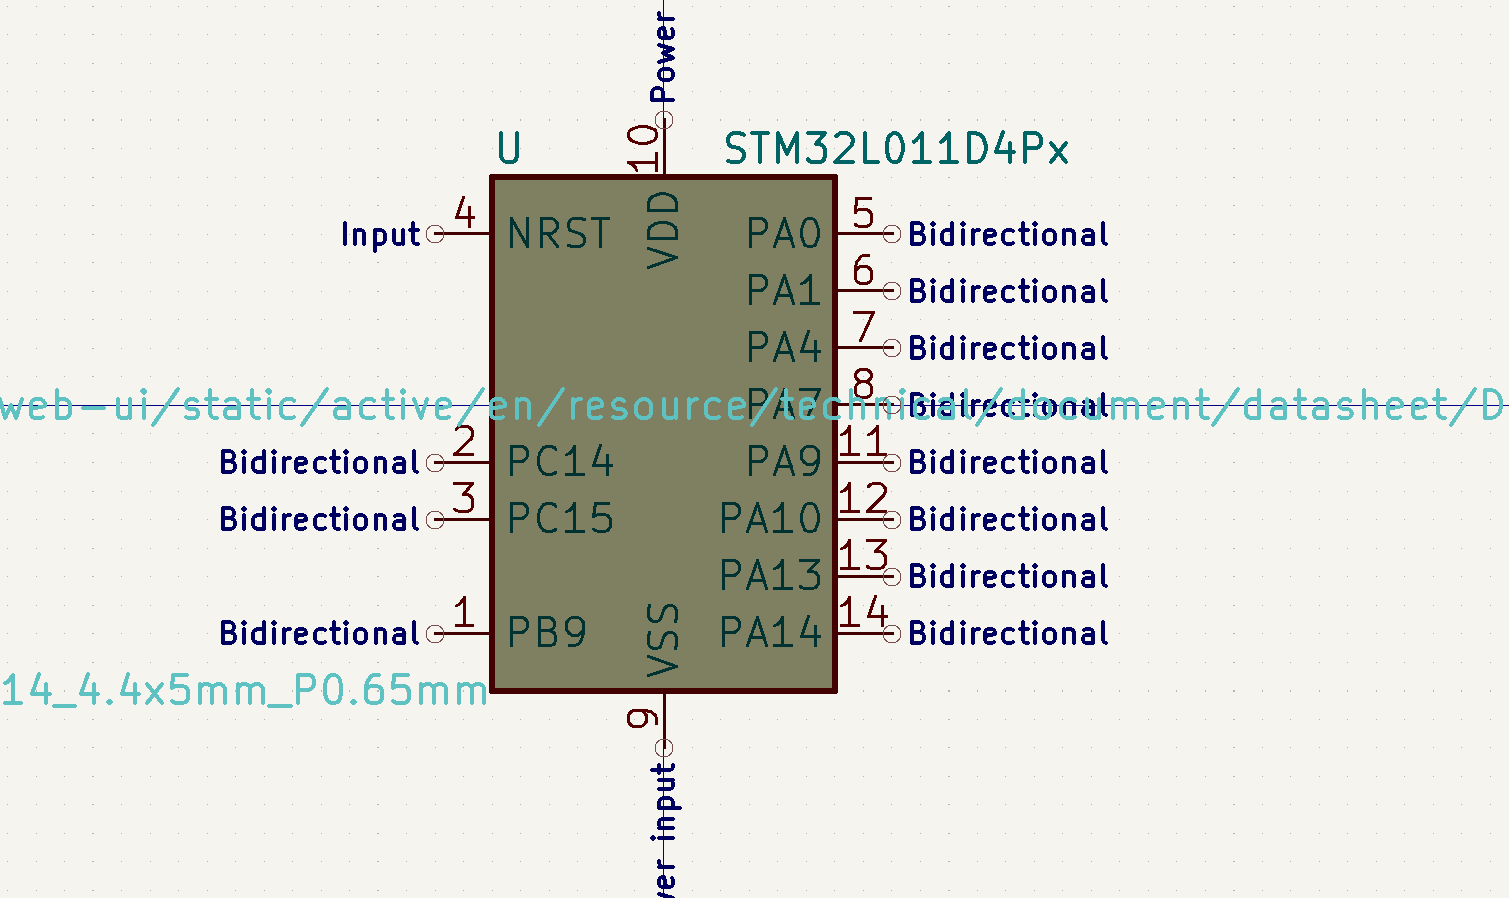 Power
10
U
STM32L011D4Px
VDD
4
NRST
Input
PA0
5
Bidirectional
PA1
6
Bidirectional
PA4
7
Bidirectional
PA7
8
Bidirectional
web-ui/static/active/en/resource/technical/document/datasheet/D
Bidirectional
2
PC14
PA9
11
Bidirectional
Bidirectional
3
PC15
PA10
12
Bidirectional
PA13
13
Bidirectional
Bidirectional
1
PB9
VSS
PA14
14
Bidirectional
14_4.4x5mm_P0.65mm
9
wer input